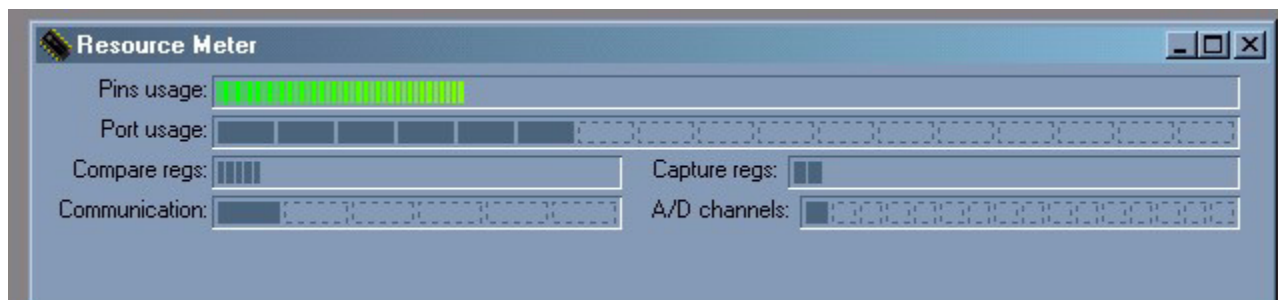 Resource Meter
Pins usage:
Port usage:
Compare regs: Capture regs:
Communication: A/D channels: